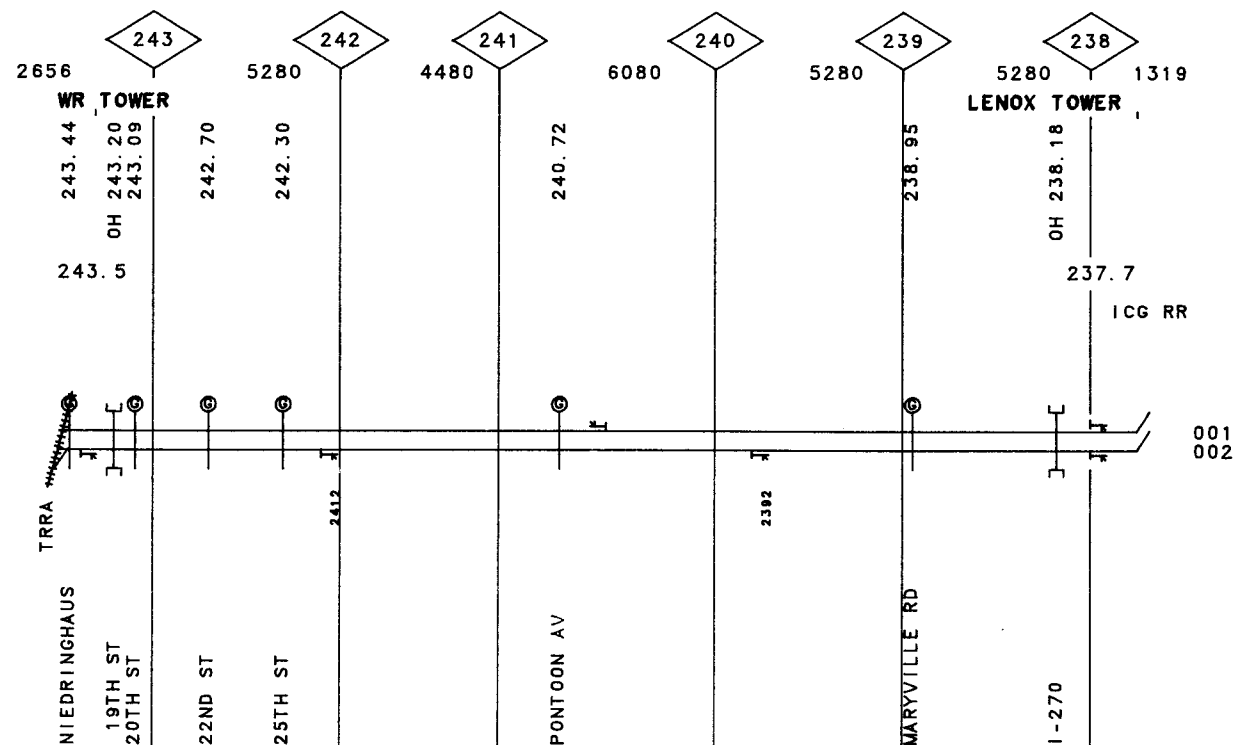 243 242 241 240 239 238
2656 5280 4480 6080 5280 5280 1319
WR TOWER LENOX TOWER
243.44 OH 243.20 243.09 242.70 242.30 240.72 238.95 OH 238.18
243.5 237.7
ICG RR
G G G G G G
001
002
TRRA
2412 2392
NIEDRINGHAUS 19TH ST 20TH ST 22ND ST 25TH ST PONTOON AV MARYVILLE RD I-270